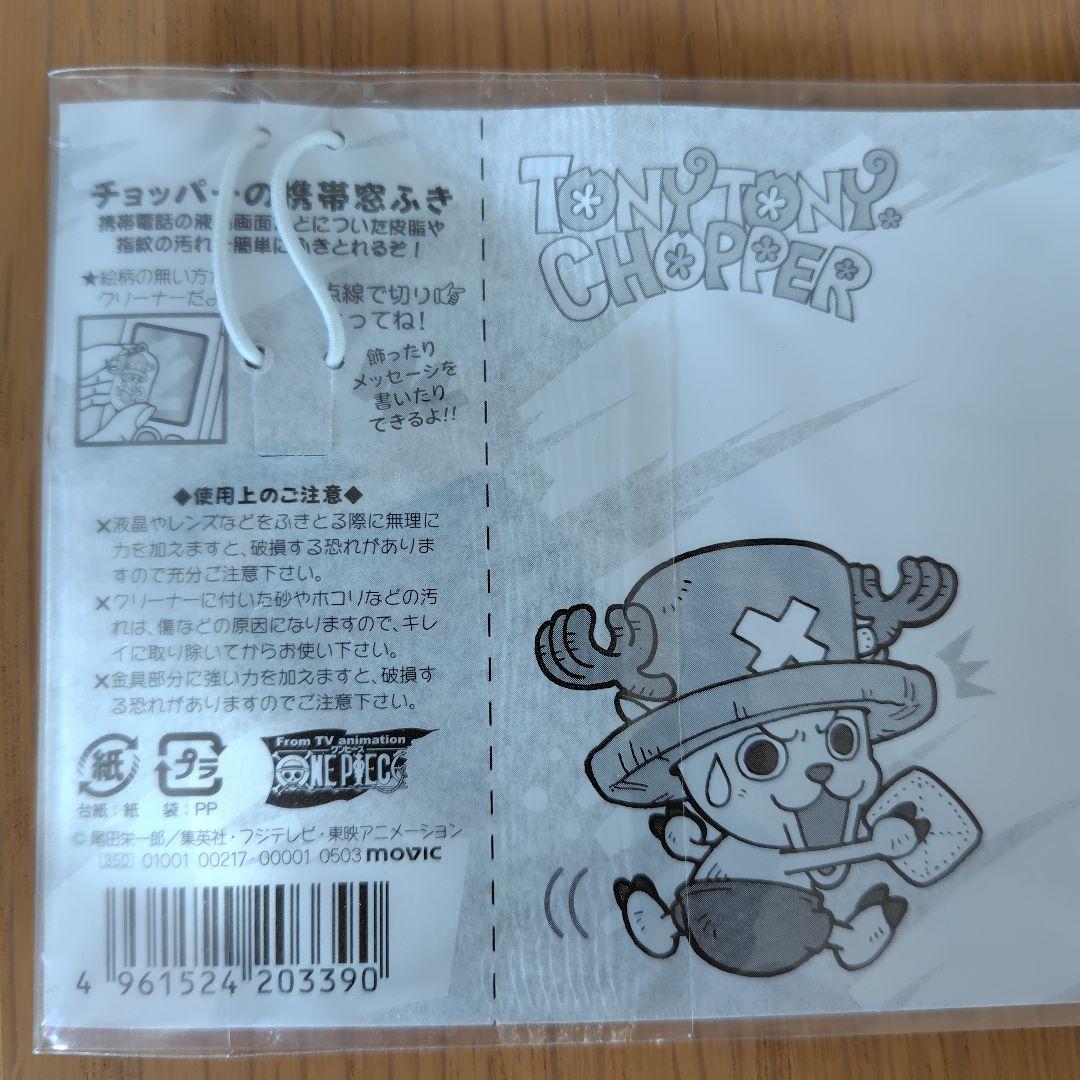 チョッパーの携帯窓ふき
携帯電話の液 画面 どについた皮脂や
指紋の汚れ 簡単に ふきとれるぞ！
★絵柄の無い方が
クリーナーだよ
点線で切り
ってね！
飾ったり
メッセージを
書いたり
できるよ!!
◆使用上のご注意◆
×液晶やレンズなどをふきとる際に無理に
力を加えますと、破損する恐れがありま
すので充分ご注意下さい。
×クリーナーに付いた砂やホコリなどの汚
れは、傷などの原因になりますので、キレ
イに取り除いてからお使い下さい。
×金具部分に強い力を加えますと、破損す
る恐れがありますのでご注意下さい。
紙
プラ
台紙：紙 袋：PP
From TV animation
ワンピース
ONE PIECE
© 尾田栄一郎／集英社・フジテレビ・東映アニメーション
350 01001 00217-00001 0503 movic
4 961524 203390
TONY TONY.
CHOPPER